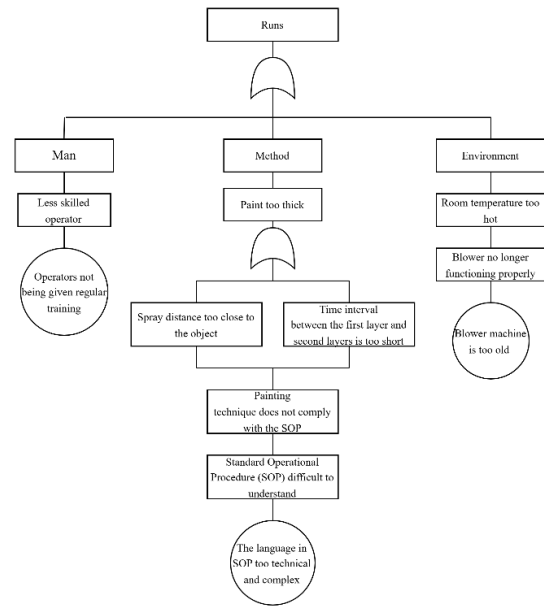 Runs
Man
Method
Environment
Less skilled
operator
Paint too thick
Room temperature too
hot
Operators not
being given regular
training
Blower no longer
functioning properly
Spray distance too close to
the object
Time interval
between the first layer and
second layers is too short
Blower machine
is too old
Painting
technique does not comply
with the SOP
Standard Operational
Procedure (SOP) difficult to
understand
The language in
SOP too technical
and complex